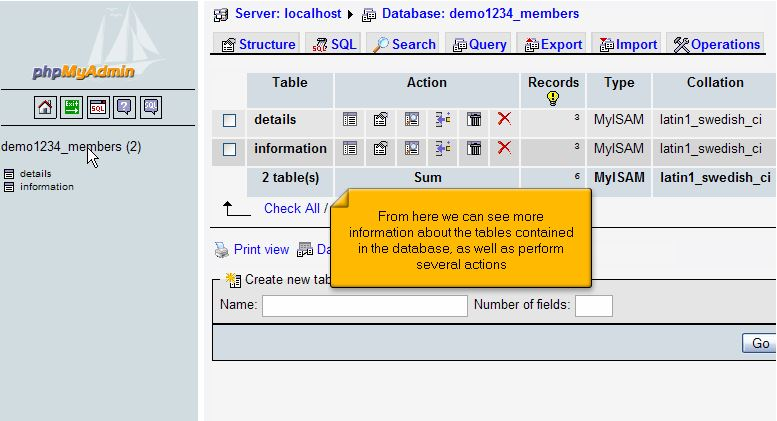 Server: localhost Database: demo1234_members
Structure SQL Search Query Export Import Operations
phpMyAdmin
Exit SQL ? SQL
demo1234_members (2)
details
information
Table Action Records Type Collation
details 3 MyISAM latin1_swedish_ci
information 3 MyISAM latin1_swedish_ci
2 table(s) Sum 6 MyISAM latin1_swedish_ci
Check All /
From here we can see more
information about the tables contained
in the database, as well as perform
several actions
Print view Da
Create new tab
Name: Number of fields:
Go